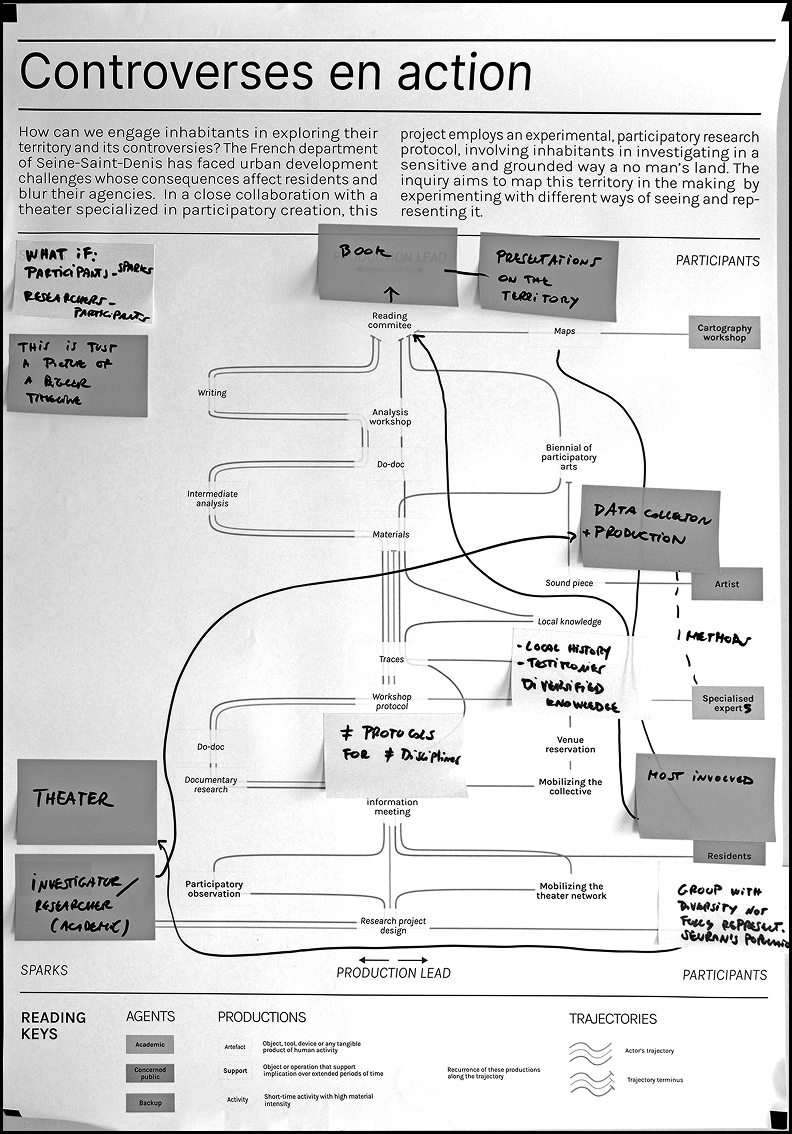 Controverses en action
How can we engage inhabitants in exploring their
territory and its controversies? The French department
of Seine-Saint-Denis has faced urban development
challenges whose consequences affect residents and
blur their agencies. In a close collaboration with a
theater specialized in participatory creation, this
project employs an experimental, participatory research
protocol, involving inhabitants in investigating in a
sensitive and grounded way a no man's land. The
inquiry aims to map this territory in the making by
experimenting with different ways of seeing and rep-
resenting it.
WHAT iF:
PARTICIPANTS - SPARKS
RESEARCHERS -
PARTICIPANTS
BOOK
PRODUCTION LEAD
PRESENTATIONS
ON THE
TERRITORY
PARTICIPANTS
THIS IS JUST
A PICTURE OF
A BIGGER
TIMELINE
Reading
commitee
Maps
Cartography
workshop
Writing
Analysis
workshop
Do-doc
Biennial of
participatory
arts
Intermediate
analysis
Materials
DATA COLLECTON
+ PRODUCTION
Sound piece
Artist
Local knowledge
METHODS
- LOCAL HISTORY
- TESTIMONIES
DIVERSIFIED
KNOWLEDGE
Traces
Workshop
protocol
Specialised
experts
≠ PROTOCOLS
FOR ≠ Disciplines
Do-doc
Venue
reservation
Documentary
research
Mobilizing the
collective
MOST INVOLVED
THEATER
information
meeting
Residents
INVESTIGATOR/
RESEARCHER
(ACADEMIC)
Participatory
observation
Mobilizing the
theater network
GROUP WITH
DIVERSITY NOT
FULLY REPRESENT.
Research project
design
SPARKS
PRODUCTION LEAD
PARTICIPANTS
READING
KEYS
AGENTS
Academic
Concerned
public
Backup
PRODUCTIONS
Artefact
Object, tool, device or any tangible
product of human activity
Support
Object or operation that support
implication over extended periods of time
Activity
Short-time activity with high material
intensity
Recurrence of these productions
along the trajectory
TRAJECTORIES
Actor's trajectory
Trajectory terminus